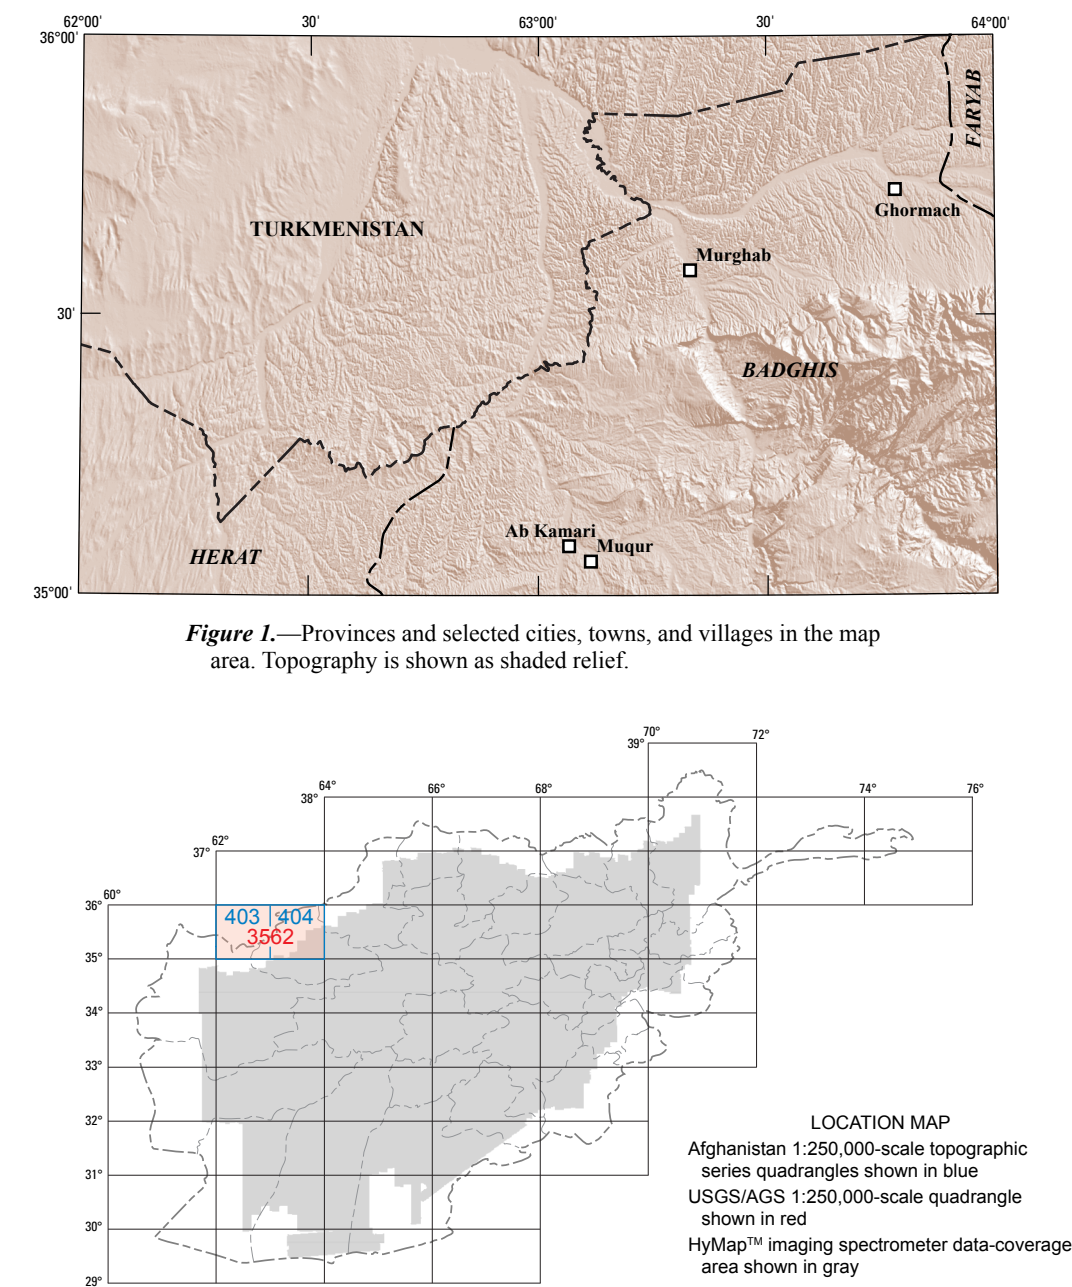 62°00' 30' 63°00' 30' 64°00'
36°00'
FARYAB
Ghormach
TURKMENISTAN
Murghab
30'
BADGHIS
Ab Kamari
Muqur
HERAT
35°00'
Figure 1.—Provinces and selected cities, towns, and villages in the map
area. Topography is shown as shaded relief.
70° 72°
39°
64° 66° 68° 74° 76°
38°
62°
37°
60°
36°
403 404
3562
35°
34°
33°
32°
31°
30°
29°
LOCATION MAP
Afghanistan 1:250,000-scale topographic
series quadrangles shown in blue
USGS/AGS 1:250,000-scale quadrangle
shown in red
HyMap™ imaging spectrometer data-coverage
area shown in gray